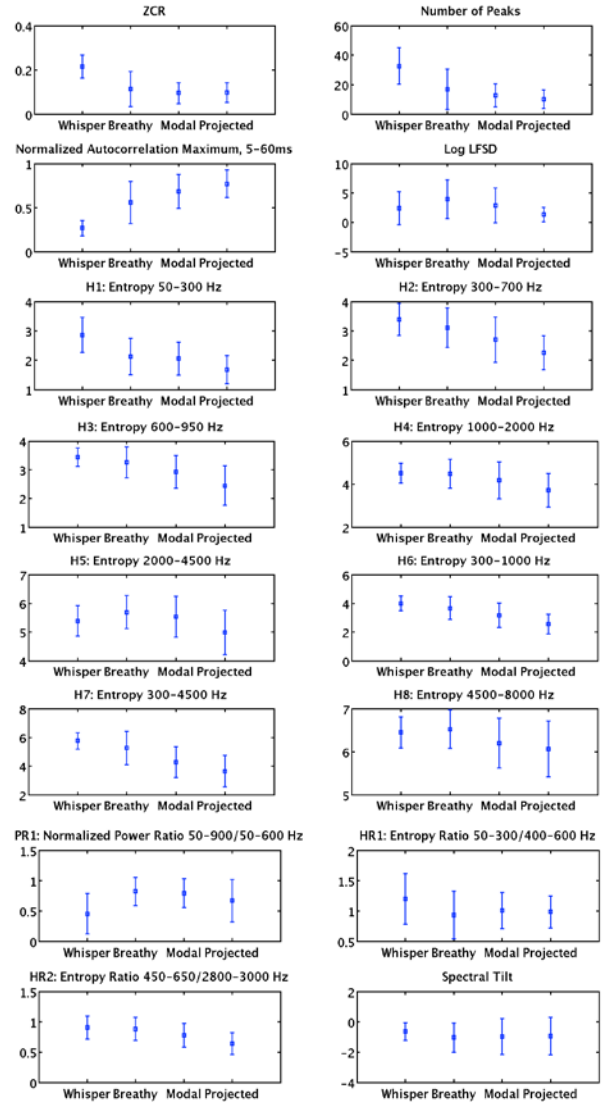 ZCR
0.4
0.2
0
Whisper Breathy Modal Projected
Number of Peaks
60
40
20
0
Whisper Breathy Modal Projected
Normalized Autocorrelation Maximum, 5-60ms
1
0.5
0
Whisper Breathy Modal Projected
Log LFSD
10
5
0
-5
Whisper Breathy Modal Projected
H1: Entropy 50-300 Hz
4
3
2
1
Whisper Breathy Modal Projected
H2: Entropy 300-700 Hz
4
3
2
1
Whisper Breathy Modal Projected
H3: Entropy 600-950 Hz
4
3
2
1
Whisper Breathy Modal Projected
H4: Entropy 1000-2000 Hz
6
4
2
Whisper Breathy Modal Projected
H5: Entropy 2000-4500 Hz
7
6
5
4
Whisper Breathy Modal Projected
H6: Entropy 300-1000 Hz
6
4
2
0
Whisper Breathy Modal Projected
H7: Entropy 300-4500 Hz
8
6
4
2
Whisper Breathy Modal Projected
H8: Entropy 4500-8000 Hz
7
6
5
Whisper Breathy Modal Projected
PR1: Normalized Power Ratio 50-900/50-600 Hz
1.5
1
0.5
0
Whisper Breathy Modal Projected
HR1: Entropy Ratio 50-300/400-600 Hz
2
1.5
1
0.5
Whisper Breathy Modal Projected
HR2: Entropy Ratio 450-650/2800-3000 Hz
1.5
1
0.5
0
Whisper Breathy Modal Projected
Spectral Tilt
2
0
-2
-4
Whisper Breathy Modal Projected